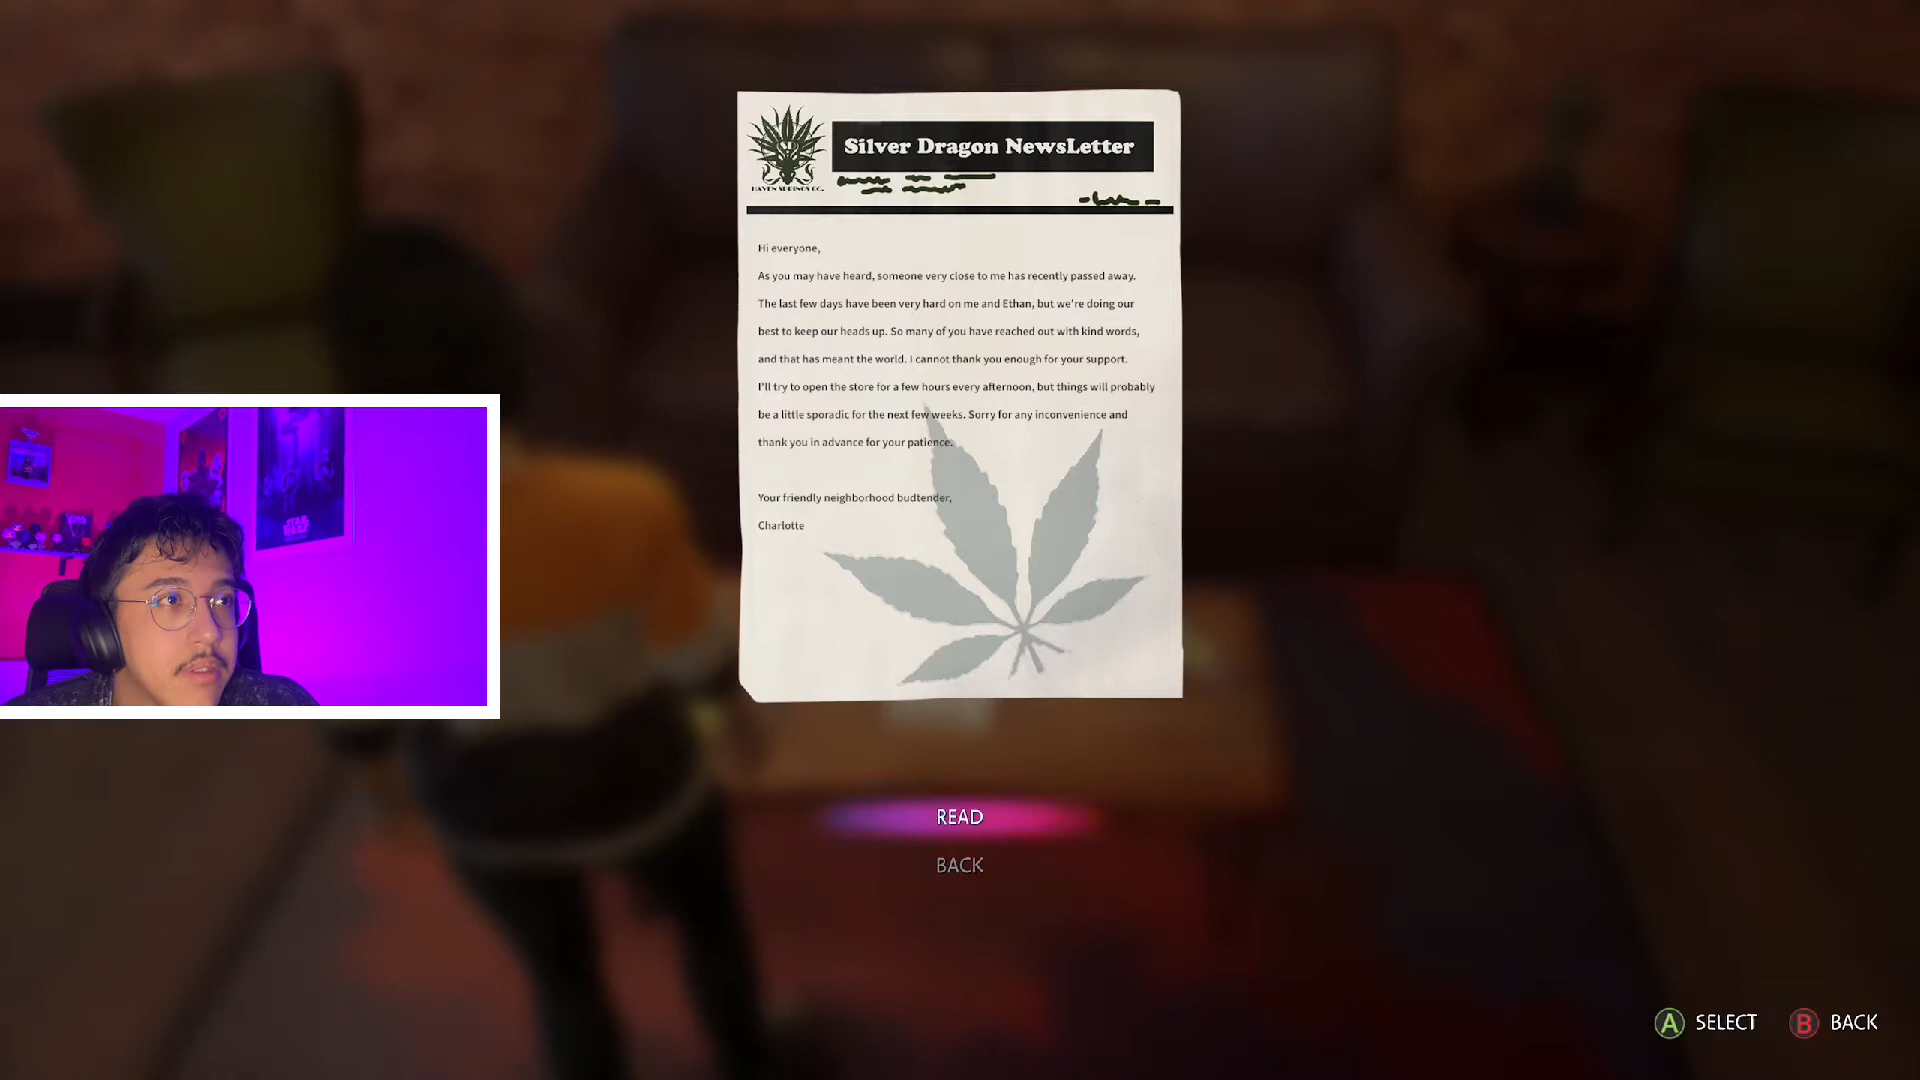 Silver Dragon NewsLetter
HAVEN SPRINGS CO.
Hi everyone,
As you may have heard, someone very close to me has recently passed away.
The last few days have been very hard on me and Ethan, but we're doing our
best to keep our heads up. So many of you have reached out with kind words,
and that has meant the world. I cannot thank you enough for your support.
I'll try to open the store for a few hours every afternoon, but things will probably
be a little sporadic for the next few weeks. Sorry for any inconvenience and
thank you in advance for your patience.
Your friendly neighborhood budtender,
Charlotte
STAR WARS
READ
BACK
A SELECT B BACK